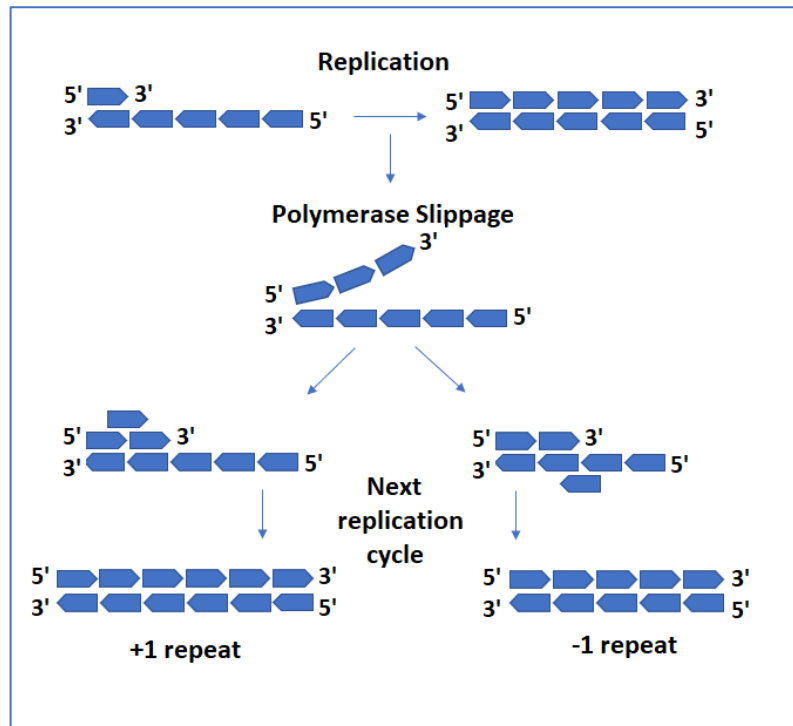 Replication
5' 3'
3' 5'
5' 3'
3' 5'
Polymerase Slippage
3'
5'
3' 5'
5' 3'
3' 5'
5' 3'
3' 5'
Next
replication
cycle
5' 3'
3' 5'
+1 repeat
5' 3'
3' 5'
-1 repeat